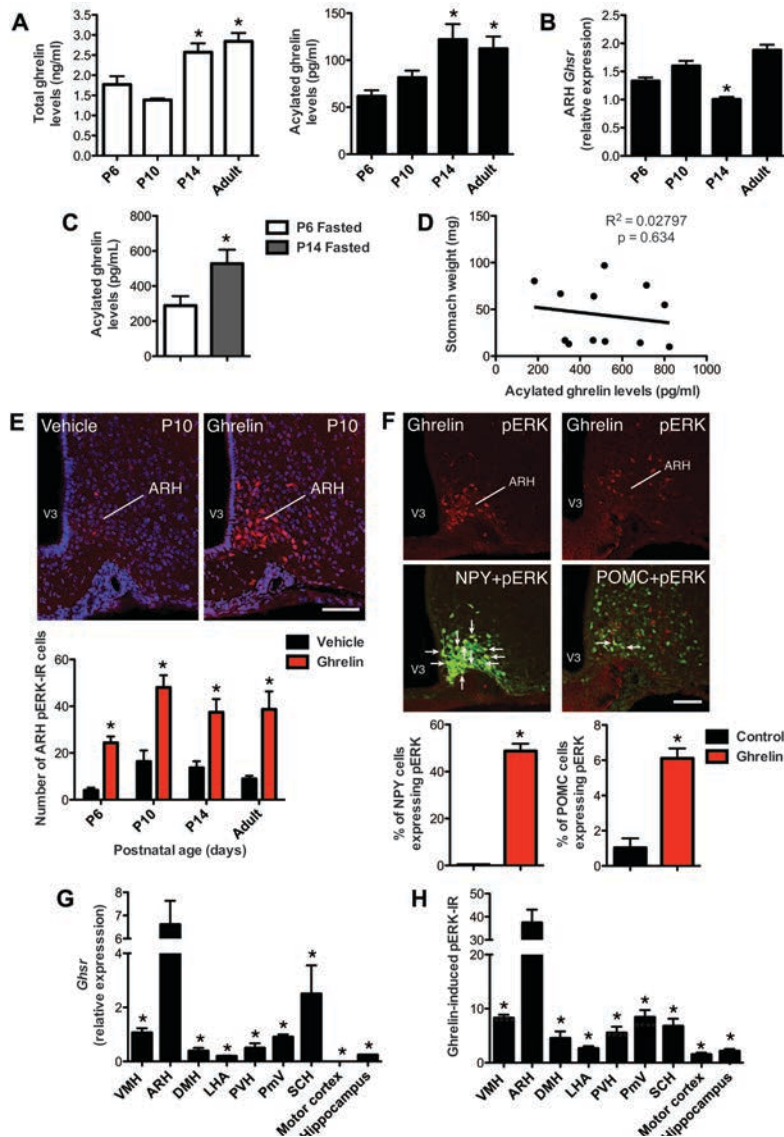 A
Total ghrelin
levels (ng/ml)
3.0
2.5
2.0
1.5
1.0
0.5
0.0
P6
P10
P14
Adult
*
*
Acylated ghrelin
levels (pg/ml)
150
100
50
0
P6
P10
P14
Adult
*
*
B
ARH Ghsr
(relative expression)
2.5
2.0
1.5
1.0
0.5
0.0
P6
P10
P14
Adult
*
C
Acylated ghrelin
levels (pg/mL)
800
600
400
200
0
*
P6 Fasted
P14 Fasted
D
Stomach weight (mg)
150
100
50
0
R2 = 0.02797
p = 0.634
0
200
400
600
800
1000
Acylated ghrelin levels (pg/ml)
E
Vehicle P10
ARH
V3
Ghrelin P10
ARH
Vehicle
Ghrelin
Number of ARH pERK-IR cells
60
40
20
0
*
*
*
*
P6
P10
P14
Adult
Postnatal age (days)
F
Ghrelin pERK
ARH
V3
Ghrelin pERK
ARH
NPY+pERK
V3
POMC+pERK
V3
% of NPY cells
expressing pERK
60
40
20
0
*
% of POMC cells
expressing pERK
8
6
4
2
0
*
Control
Ghrelin
G
Ghsr
(relative expresssion)
8
7
6
4
2
0
*
*
*
*
*
*
*
*
VMH
ARH
DMH
LHA
PVH
PmV
SCH
Motor cortex
Hippocampus
H
Ghrelin-induced pERK-IR
50
40
30
20
10
0
*
*
*
*
*
*
*
*
VMH
ARH
DMH
LHA
PVH
PmV
SCH
Motor cortex
Hippocampus